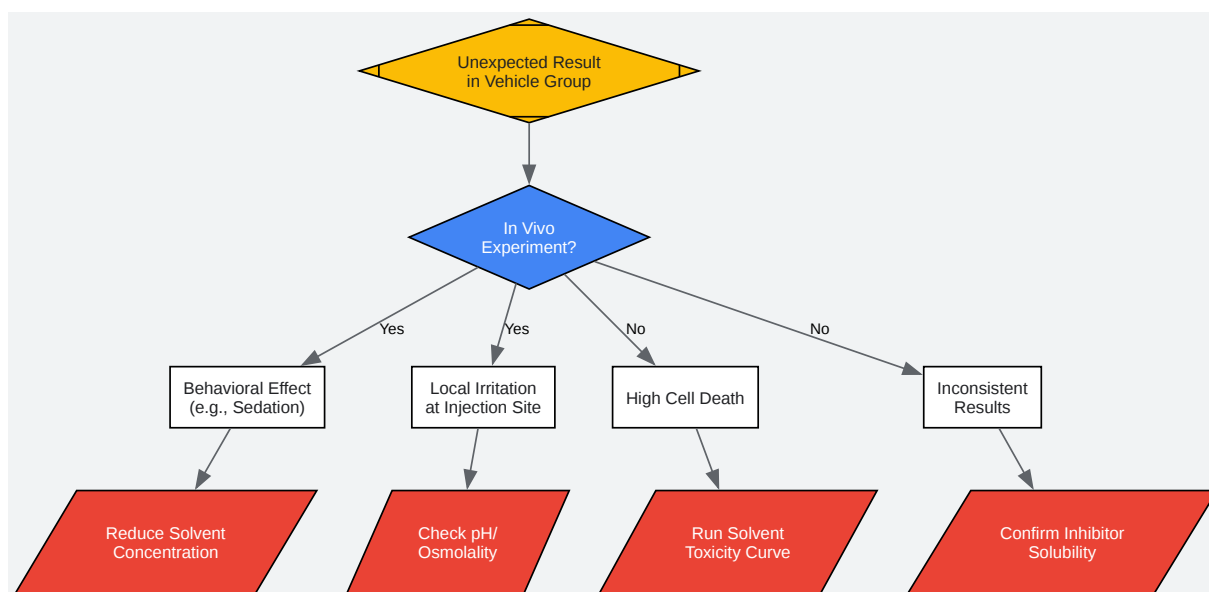 Unexpected Result
in Vehicle Group
In Vivo
Experiment?
Yes
Yes
No
No
Behavioral Effect
(e.g., Sedation)
Local Irritation
at Injection Site
High Cell Death
Inconsistent
Results
Reduce Solvent
Concentration
Check pH/
Osmolality
Run Solvent
Toxicity Curve
Confirm Inhibitor
Solubility